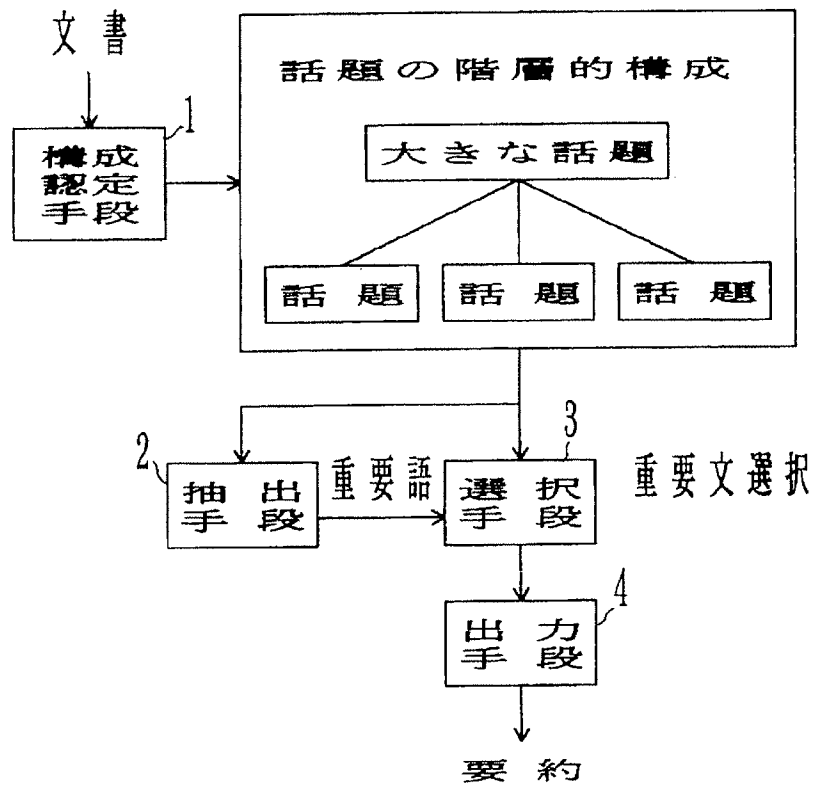 文書
1
構成
認定
手段
話題の階層的構成
大きな話題
話題
話題
話題
2
抽出
手段
重要語
3
選択
手段
重要文選択
4
出力
手段
要約